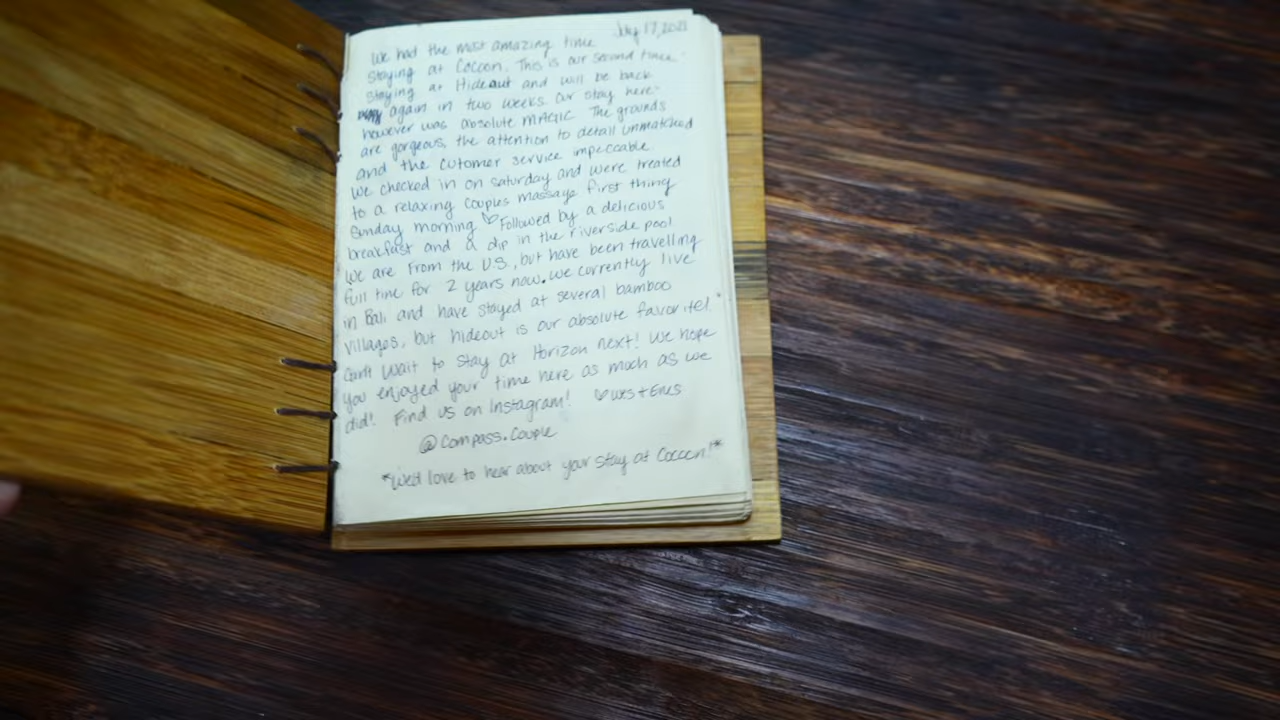 July 17, 2021
We had the most amazing time
staying at Cocoon. This is our second time
staying at Hideout and will be back
again in two weeks. Our stay here
however was absolute MAGIC. The grounds
are gorgeous, the attention to detail unmatched
and the cutomer service impeccable.
We checked in on Saturday and were treated
to a relaxing couples massage first thing
Sunday morning ♡ Followed by a delicious
breakfast and a dip in the riverside pool
We are from the U.S., but have been travelling
full time for 2 years now. We currently live
in Bali and have stayed at several bamboo
villages, but hideout is our absolute favorite!
Can't wait to stay at Horizon next! We hope
you enjoyed your time here as much as we
did! Find us on Instagram! ♡
@compass.couple
*We'd love to hear about your stay at Cocoon!*